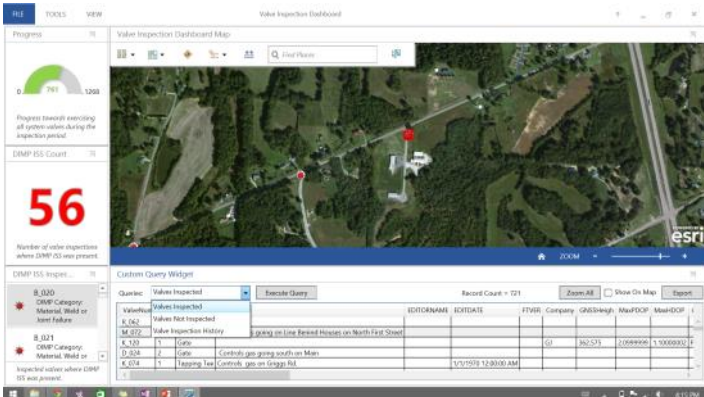 FILE TOOLS VIEW Valve Inspection Dashboard
Progress
0 761 1268
Progress towards exercising
all system valves during the
inspection period.
DIMP ISS Count
56
Number of valve inspections
where DIMP ISS was present.
DIMP ISS Inspec...
B_020
DIMP Category:
Material, Weld or
Joint Failure
B_021
DIMP Category:
Material, Weld or
Inspected valves where DIMP
ISS was present.
Valve Inspection Dashboard Map
Find Places
esri
ZOOM
Custom Query Widget
Queries: Valves Inspected Execute Query Record Count = 721 Zoom All Show On Map Export
Valves Inspected
Valves Not Inspected
Valve Inspection History
EDITORNAME EDITDATE FTVER Company GNSSHeigh MaxPDOP MaxHDOP
K_062
M_072 going on Line Behind Houses on North First Street
K_120 1 Gate 362.575 2.0999999 1.10000002
D_024 2 Gate Controls gas going south on Main
K_074 1 Tapping Tee Controls gas on Griggs Rd. 1/1/1970 12:00:00 AM
4:15 PM